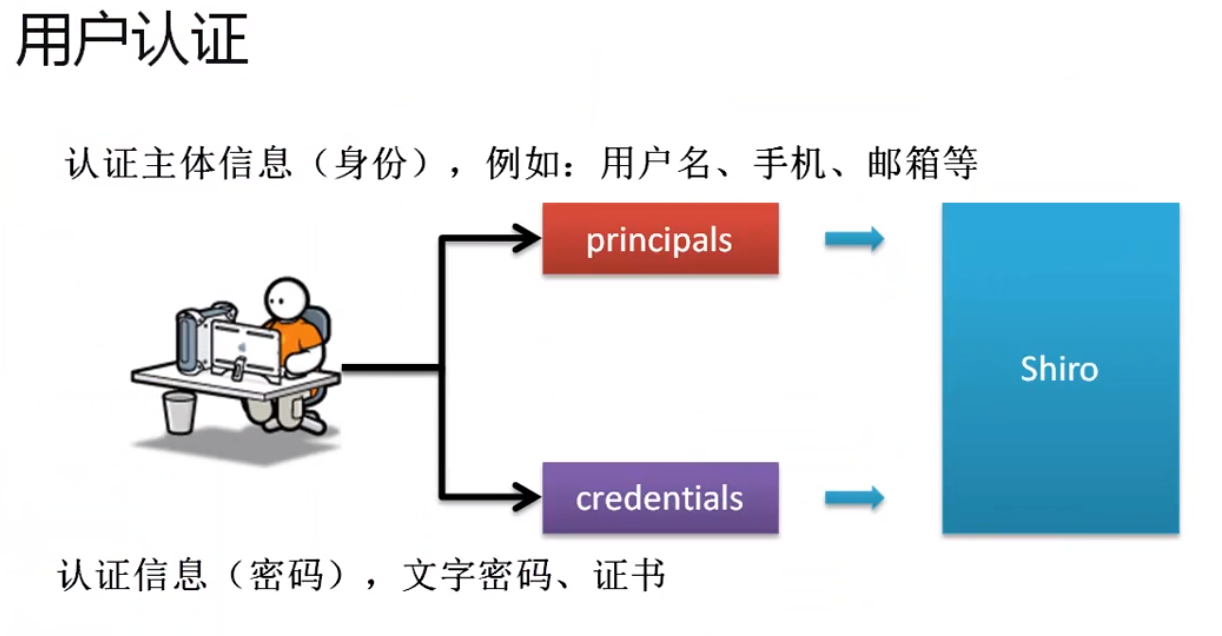 用户认证
认证主体信息（身份），例如：用户名、手机、邮箱等
principals
Shiro
credentials
认证信息（密码），文字密码、证书